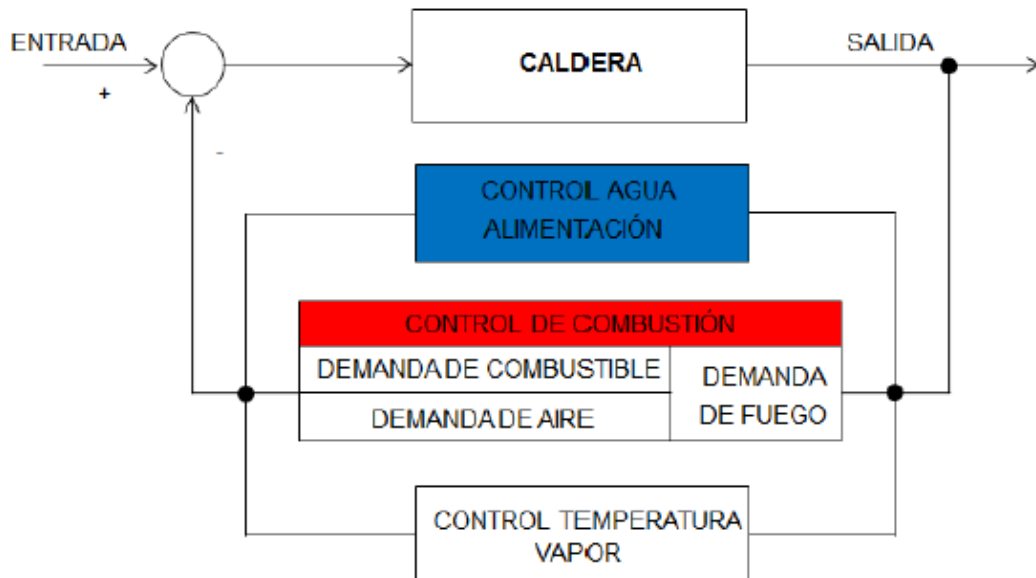 ENTRADA
SALIDA
CALDERA
+
-
CONTROL AGUA
ALIMENTACIÓN
CONTROL DE COMBUSTIÓN
DEMANDA DE COMBUSTIBLE
DEMANDA DE AIRE
DEMANDA
DE FUEGO
CONTROL TEMPERATURA
VAPOR